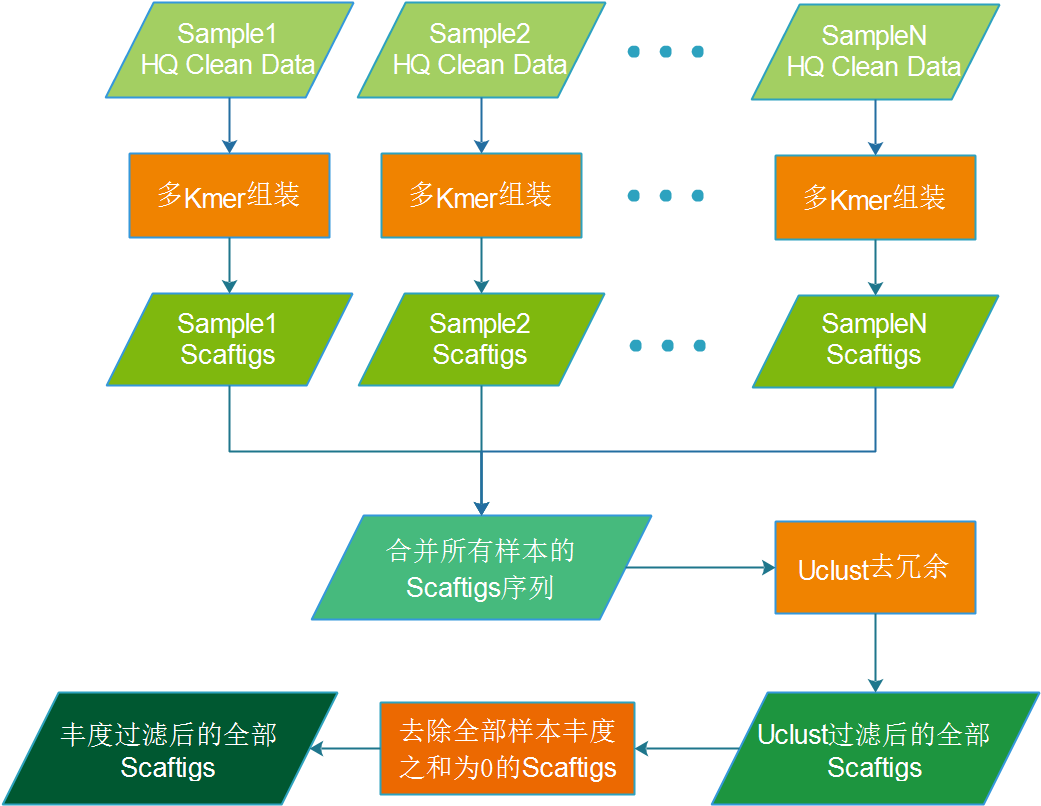 Sample1
HQ Clean Data
Sample2
HQ Clean Data
SampleN
HQ Clean Data
多Kmer组装
多Kmer组装
多Kmer组装
Sample1
Scaftigs
Sample2
Scaftigs
SampleN
Scaftigs
合并所有样本的
Scaftigs序列
Uclust去冗余
Uclust过滤后的全部
Scaftigs
去除全部样本丰度
之和为0的Scaftigs
丰度过滤后的全部
Scaftigs